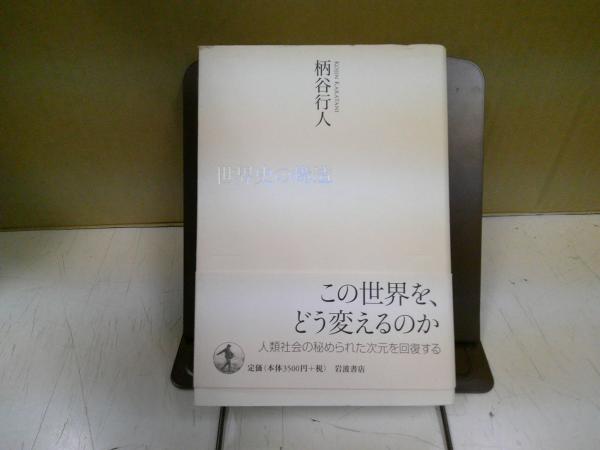 柄谷行人
KOJIN KARATANI
世界史の構造
この世界を、
どう変えるのか
人類社会の秘められた次元を回復する
定価(本体3500円+税) 岩波書店